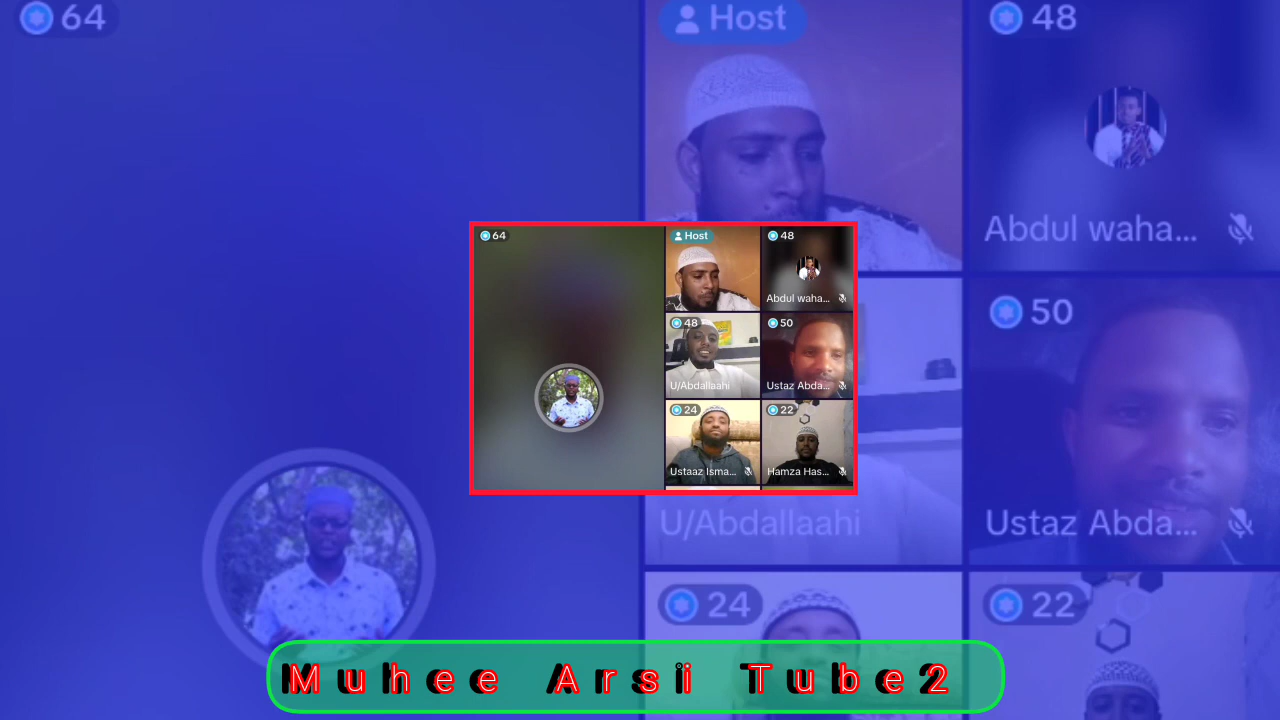 64
Host
48
Abdul waha...
50
U/Abdallaahi
Ustaz Abda...
24
22
64
Host
48
Abdul waha...
48
50
U/Abdallaahi
Ustaz Abda...
24
22
Ustaaz Isma...
Hamza Has...
Muhee Arsi Tube2